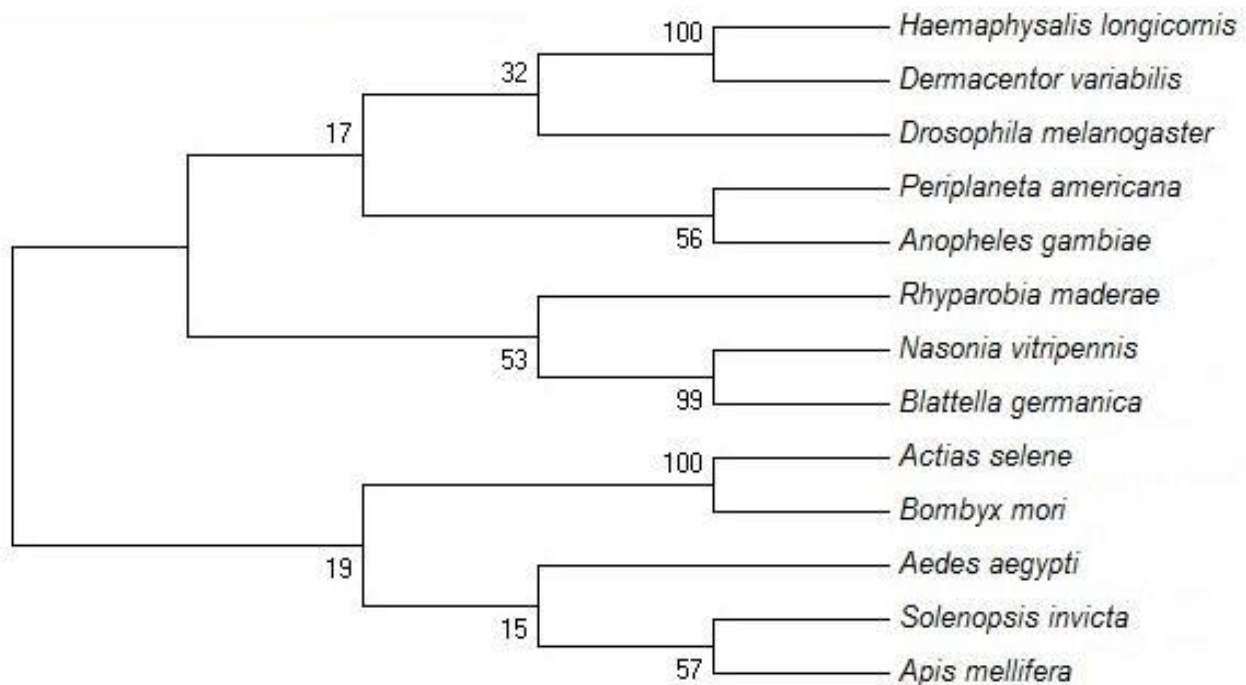 100
Haemaphysalis longicornis
32
Dermacentor variabilis
17
Drosophila melanogaster
Periplaneta americana
56
Anopheles gambiae
Rhyparobia maderae
53
Nasonia vitripennis
99
Blattella germanica
100
Actias selene
Bombyx mori
19
Aedes aegypti
15
Solenopsis invicta
57
Apis mellifera